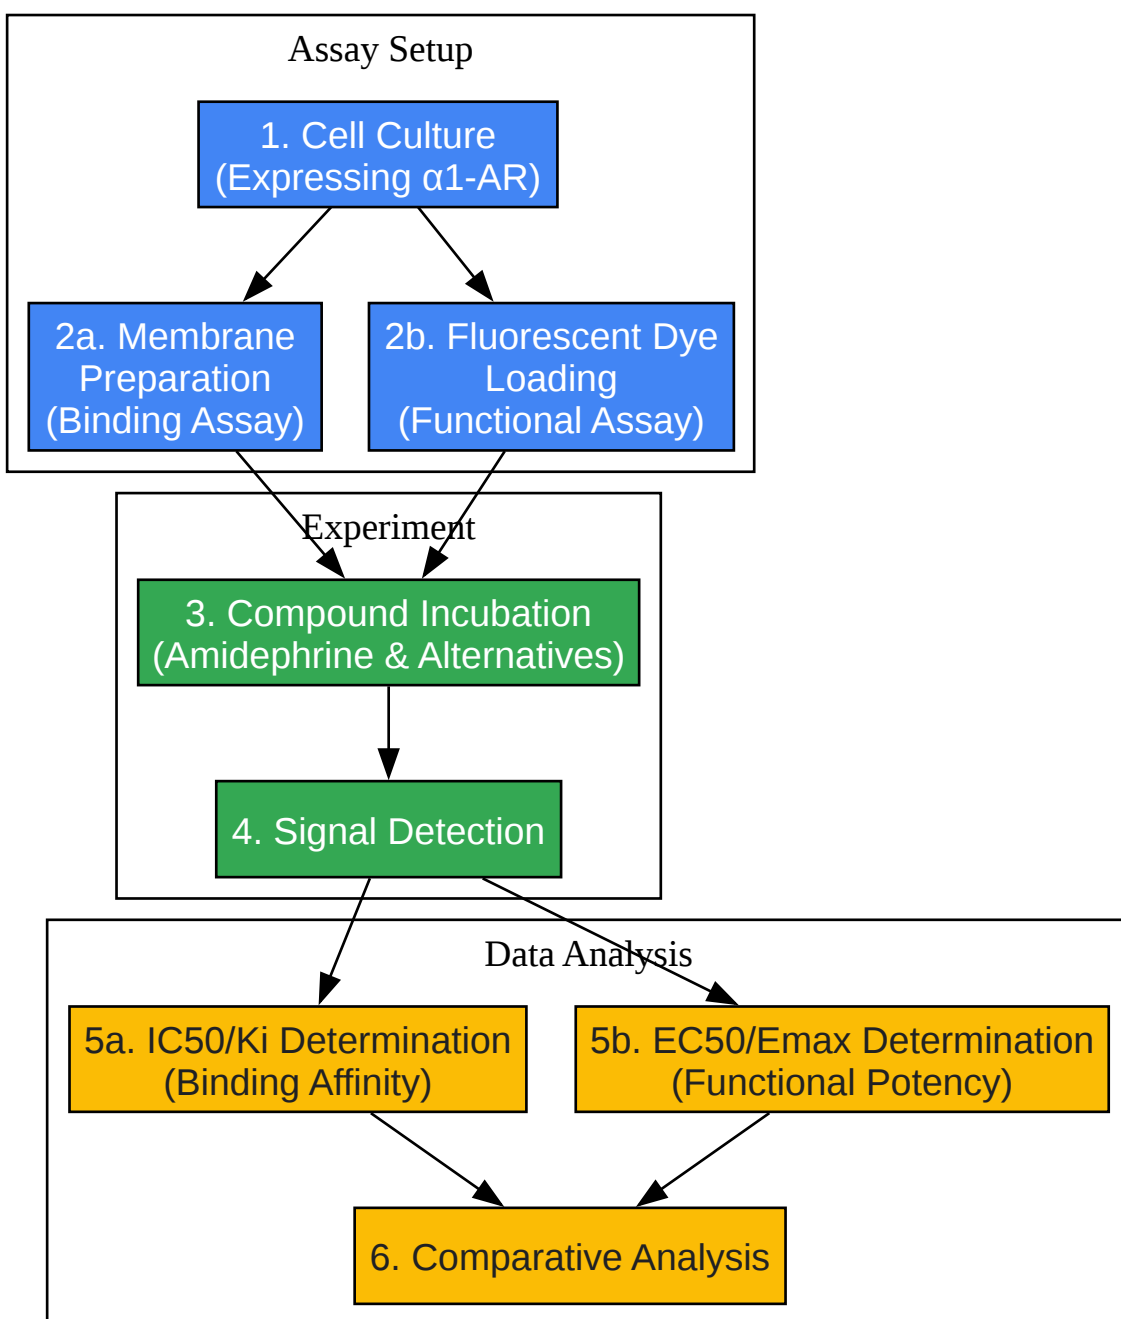 Assay Setup
1. Cell Culture
(Expressing α1-AR)
2a. Membrane
Preparation
(Binding Assay)
2b. Fluorescent Dye
Loading
(Functional Assay)
Experiment
3. Compound Incubation
(Amidephrine & Alternatives)
4. Signal Detection
Data Analysis
5a. IC50/Ki Determination
(Binding Affinity)
5b. EC50/Emax Determination
(Functional Potency)
6. Comparative Analysis